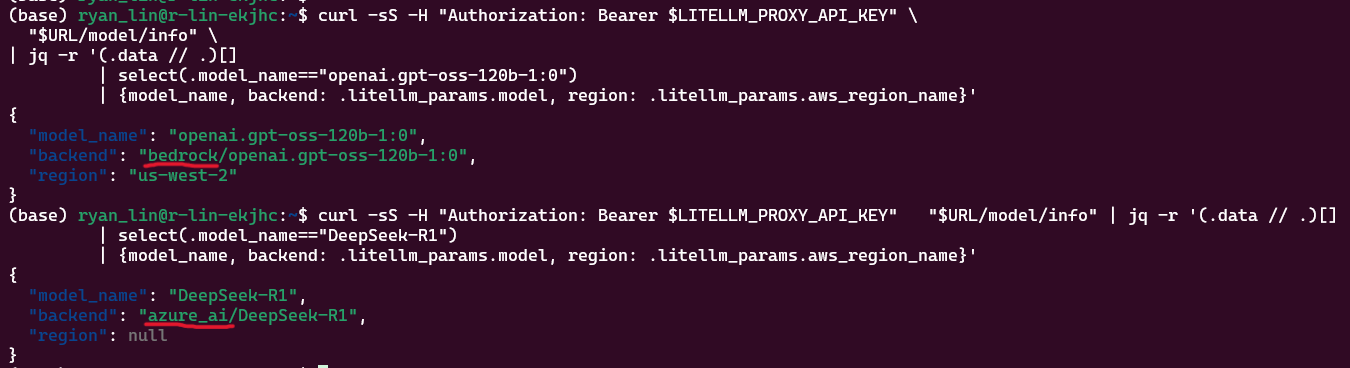 (base) ryan_lin@r-lin-ekjhc:~$ curl -sS -H "Authorization: Bearer $LITELLM_PROXY_API_KEY" \
  "$URL/model/info" \
| jq -r '(.data // .)[]
         | select(.model_name=="openai.gpt-oss-120b-1:0")
         | {model_name, backend: .litellm_params.model, region: .litellm_params.aws_region_name}'
{
  "model_name": "openai.gpt-oss-120b-1:0",
  "backend": "bedrock/openai.gpt-oss-120b-1:0",
  "region": "us-west-2"
}
(base) ryan_lin@r-lin-ekjhc:~$ curl -sS -H "Authorization: Bearer $LITELLM_PROXY_API_KEY"   "$URL/model/info" | jq -r '(.data // .)[]
         | select(.model_name=="DeepSeek-R1")
         | {model_name, backend: .litellm_params.model, region: .litellm_params.aws_region_name}'
{
  "model_name": "DeepSeek-R1",
  "backend": "azure_ai/DeepSeek-R1",
  "region": null
}